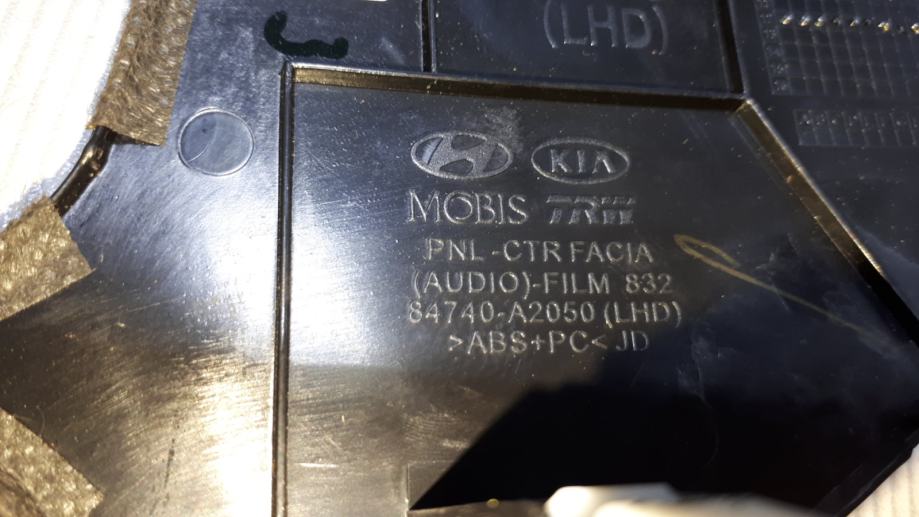 (LHD)
KIA
MOBIS TRW
PNL-CTR FACIA
(AUDIO)-FILM 832
84740-A2050 (LHD)
>ABS+PC< JD